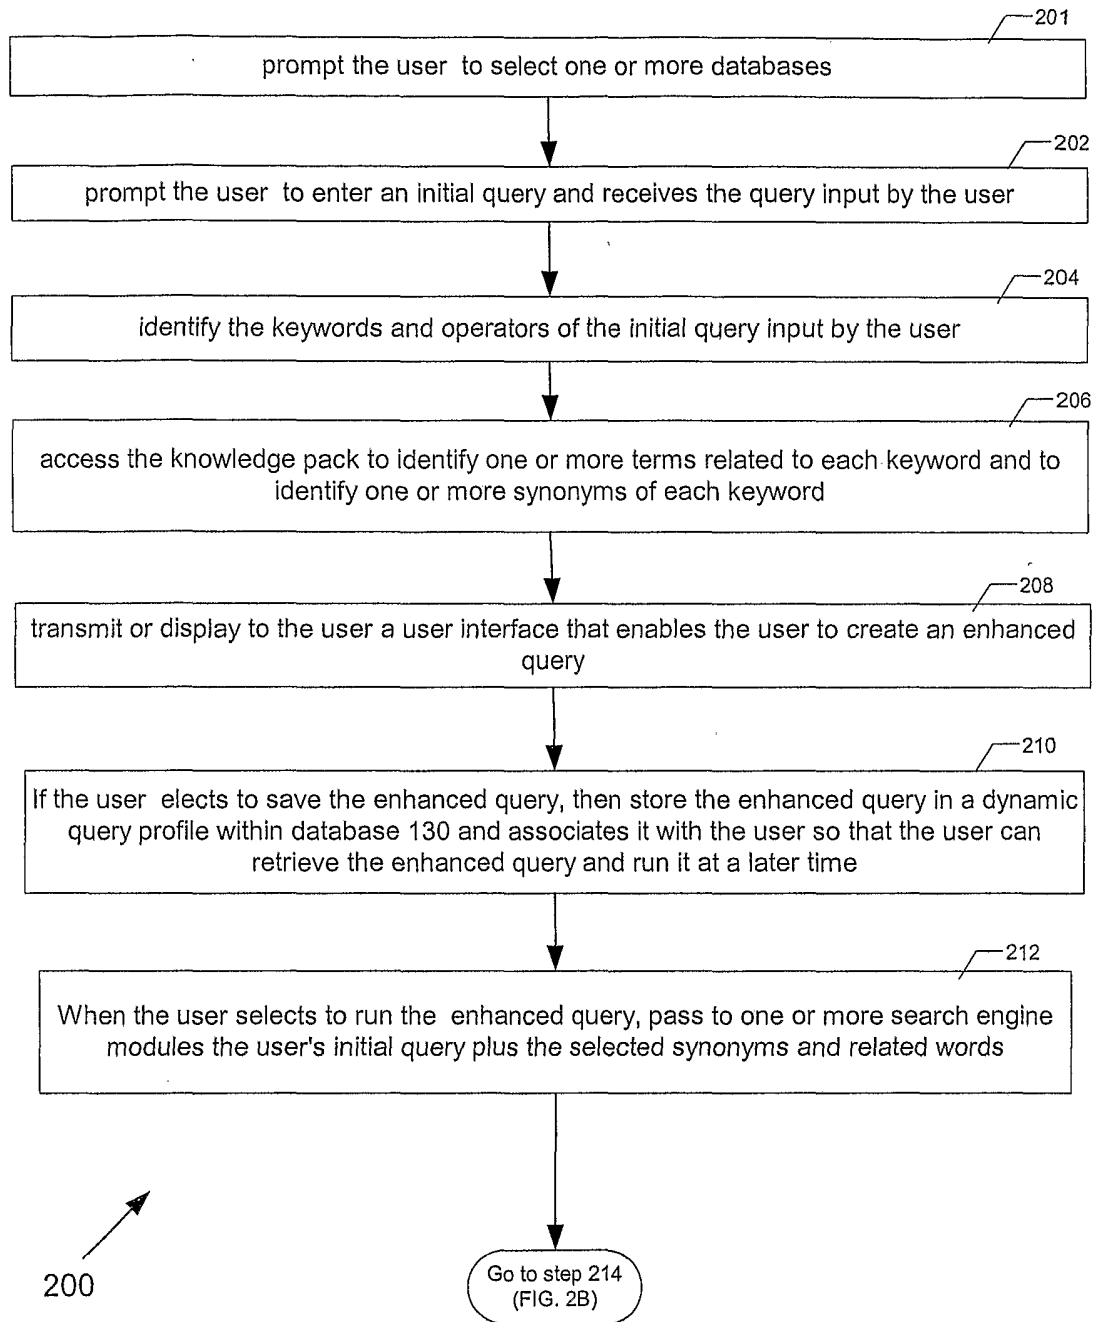 201
prompt the user to select one or more databases
202
prompt the user to enter an initial query and receives the query input by the user
204
identify the keywords and operators of the initial query input by the user
206
access the knowledge pack to identify one or more terms related to each keyword and to
identify one or more synonyms of each keyword
208
transmit or display to the user a user interface that enables the user to create an enhanced
query
210
If the user elects to save the enhanced query, then store the enhanced query in a dynamic
query profile within database 130 and associates it with the user so that the user can
retrieve the enhanced query and run it at a later time
212
When the user selects to run the enhanced query, pass to one or more search engine
modules the user's initial query plus the selected synonyms and related words
200
Go to step 214
(FIG. 2B)